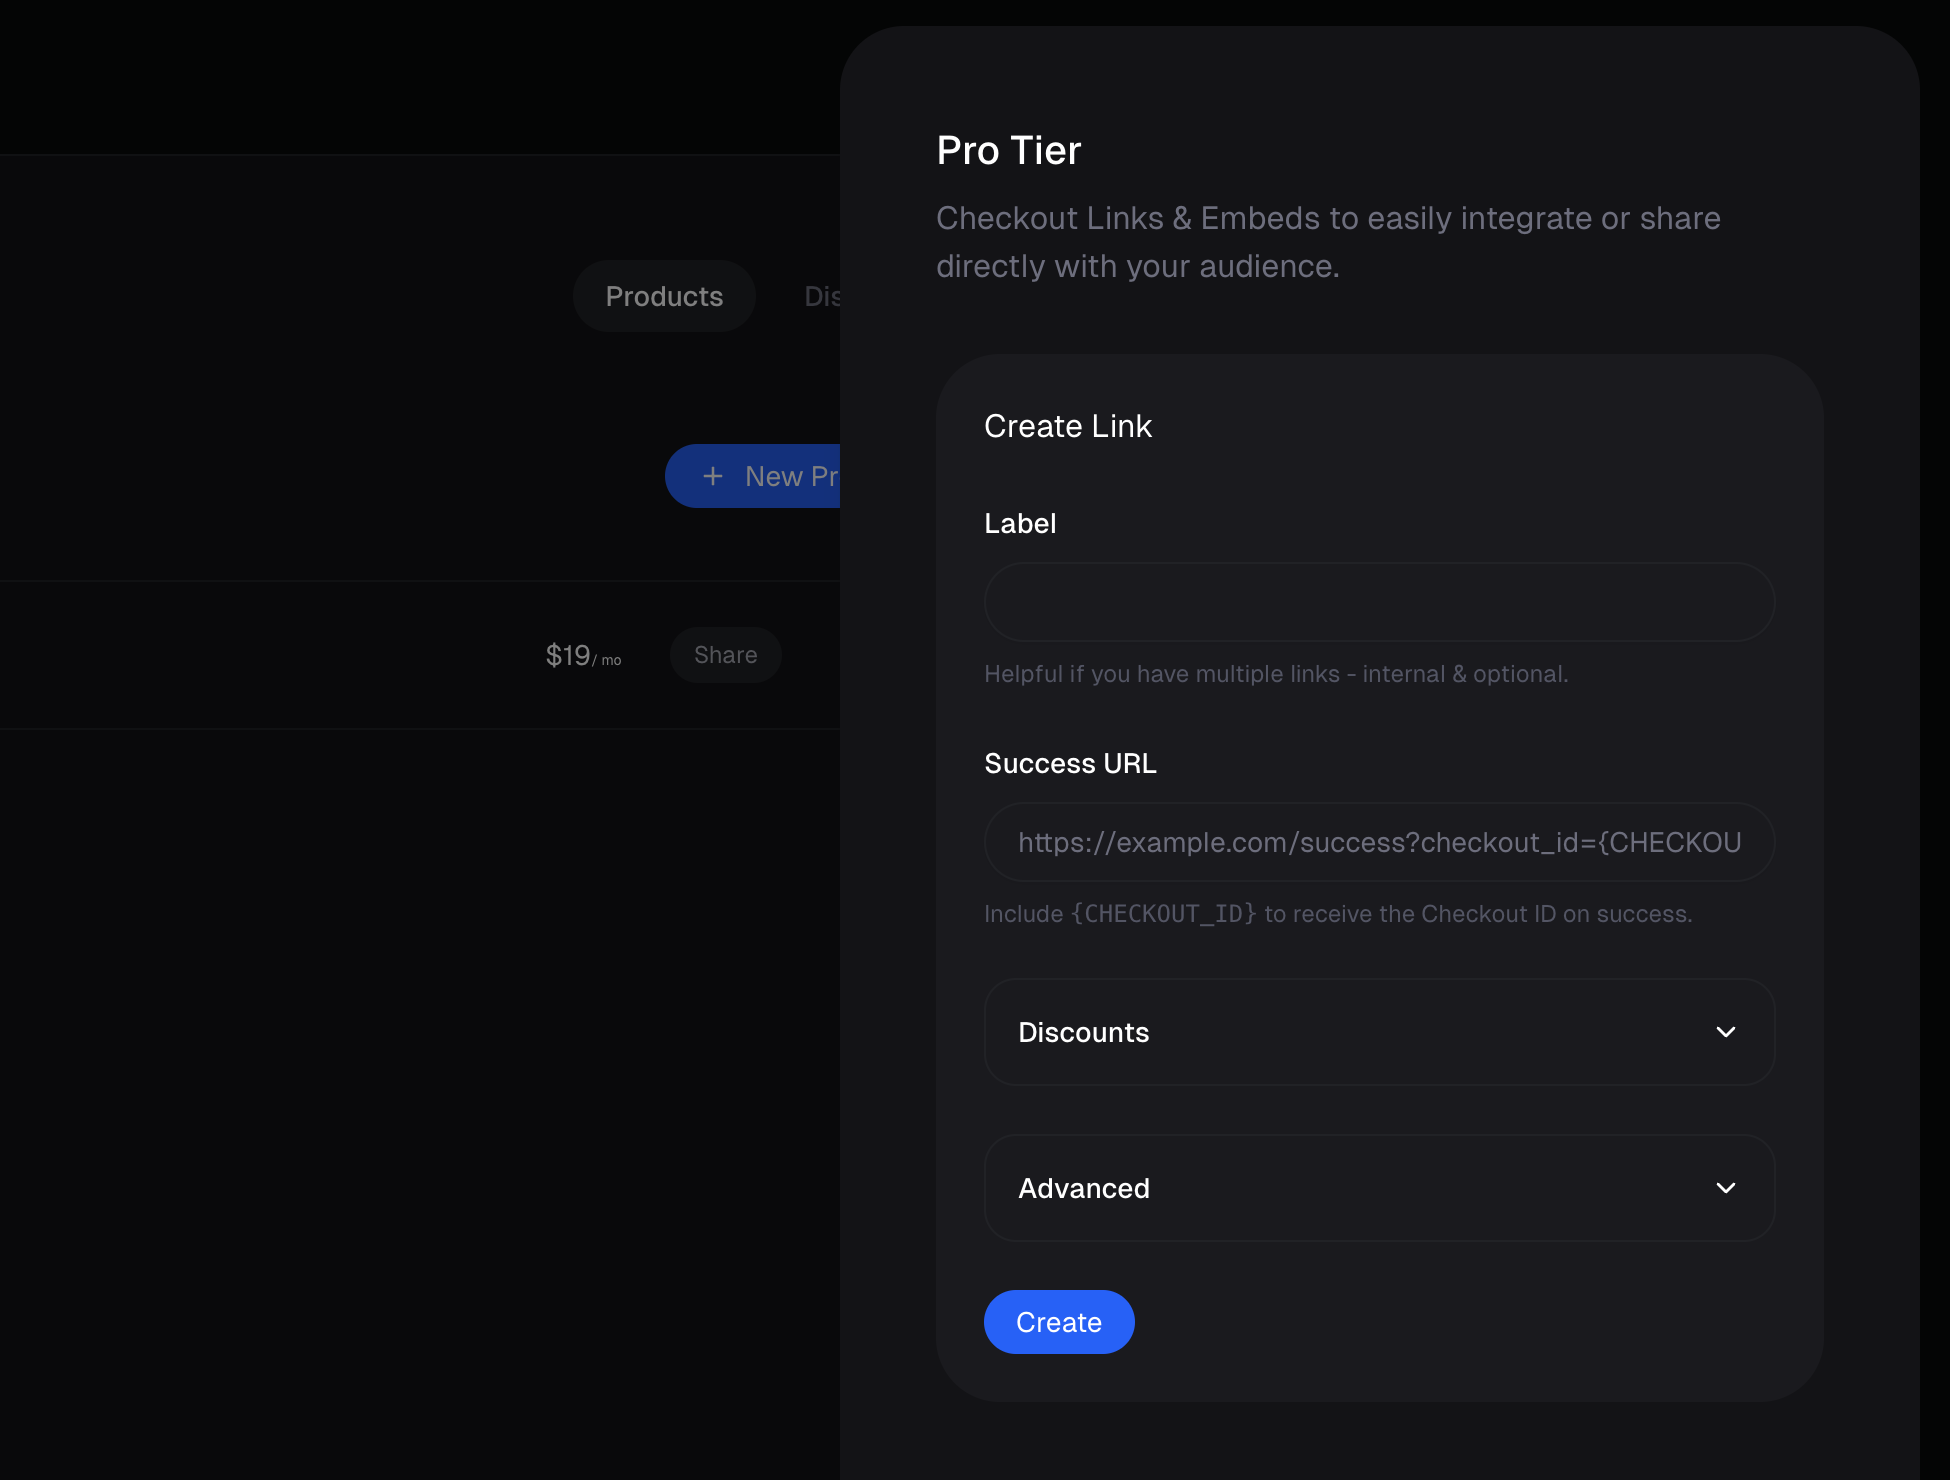 Products
Dis
+ New Pr
$19/ mo
Share
Pro Tier
Checkout Links & Embeds to easily integrate or share
directly with your audience.
Create Link
Label
Helpful if you have multiple links - internal & optional.
Success URL
https://example.com/success?checkout_id={CHECKOU
Include {CHECKOUT_ID} to receive the Checkout ID on success.
Discounts
Advanced
Create